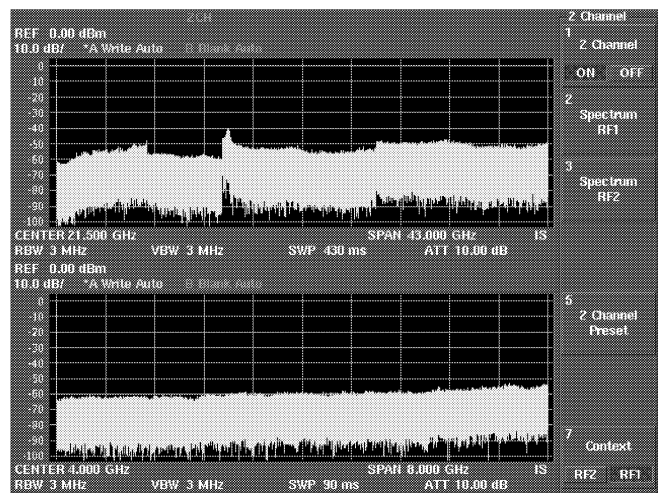 2CH
2 Channel
REF 0.00 dBm
10.0 dB/ *A Write Auto B Blank Auto
0
10
-20
-30
-40
-50
60
-70
-80
-90
100
CENTER 21.500 GHz SPAN 43.000 GHz IS
RBW 3 MHz VBW 3 MHz SWP 430 ms ATT 10.00 dB
REF 0.00 dBm
10.0 dB/ *A Write Auto B Blank Auto
0
10
-20
-30
40
50
-60
-70
-80
-90
-100
CENTER 4.000 GHz SPAN 8.000 GHz IS
RBW 3 MHz VBW 3 MHz SWP 90 ms ATT 10.00 dB
1
2 Channel
ON OFF
2
Spectrum
RF1
3
Spectrum
RF2
6
2 Channel
Preset
7
Context
RF2 RF1